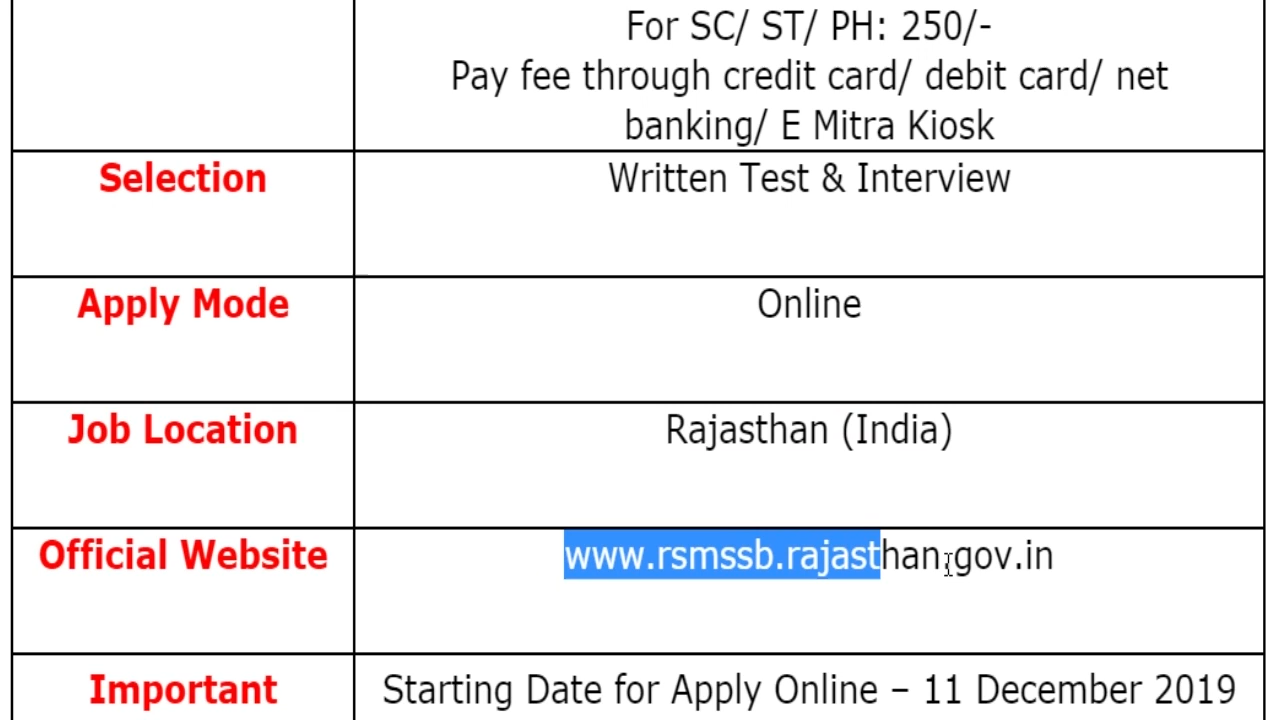 For SC/ ST/ PH: 250/-
Pay fee through credit card/ debit card/ net
banking/ E Mitra Kiosk
Selection
Written Test & Interview
Apply Mode
Online
Job Location
Rajasthan (India)
Official Website
www.rsmssb.rajasthan.gov.in
Important
Starting Date for Apply Online – 11 December 2019